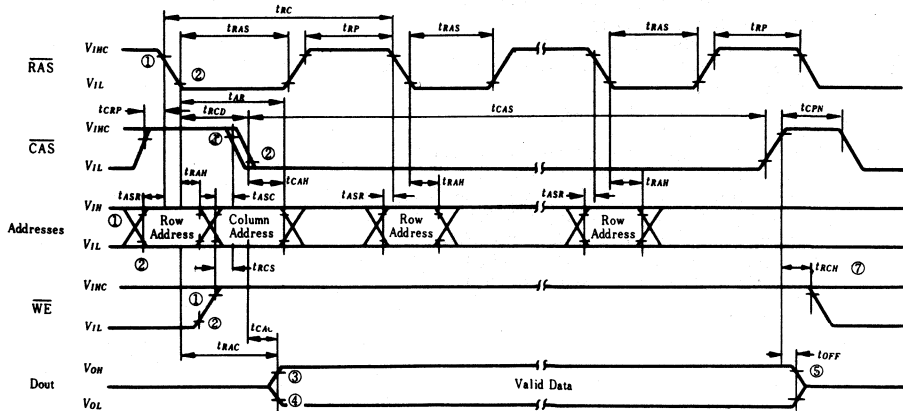 tRC
tRAS tRP tRAS tRAS tRP
RAS VIHC ① ②
VIL
tAR
tCRP tRCD tCAS tCPN
CAS VIHC ② ②
VIL
tRAH tCAH tRAH tRAH
tASR tASC tASR tASR
Addresses VIH ① Row Address Column Address Row Address Row Address
VIL ②
tRCS tRCH ⑦
WE VIHC ①
VIL ②
tCAC
tRAC tOFF
Dout VOH ③ ⑤
Valid Data
VOL ④